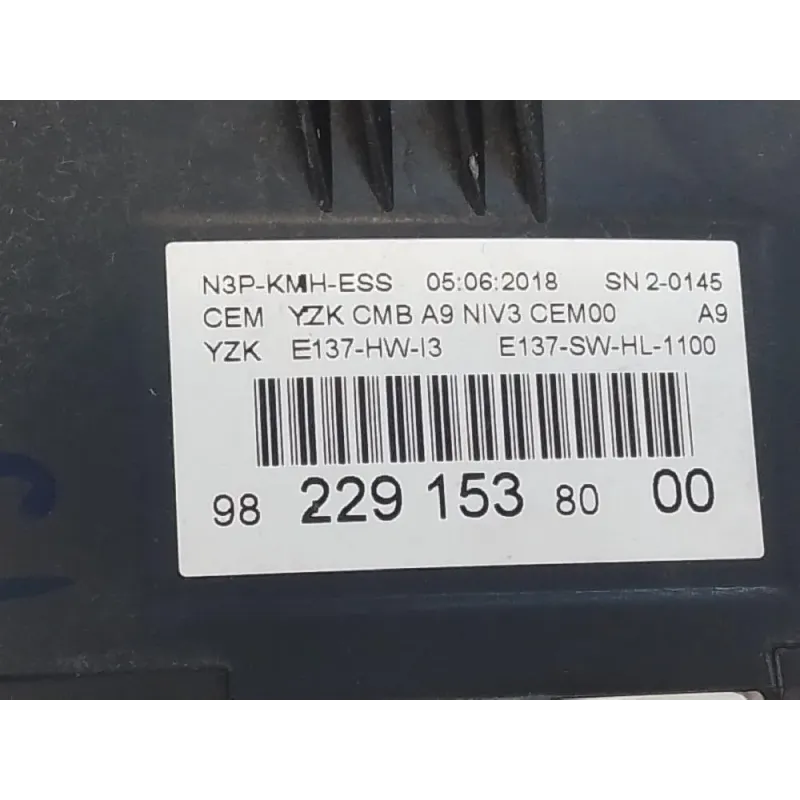 N3P-KMH-ESS 05:06:2018 SN 2-0145
CEM YZK CMB A9 NIV3 CEM00 A9
YZK E137-HW-I3 E137-SW-HL-1100
98 229 153 80 00